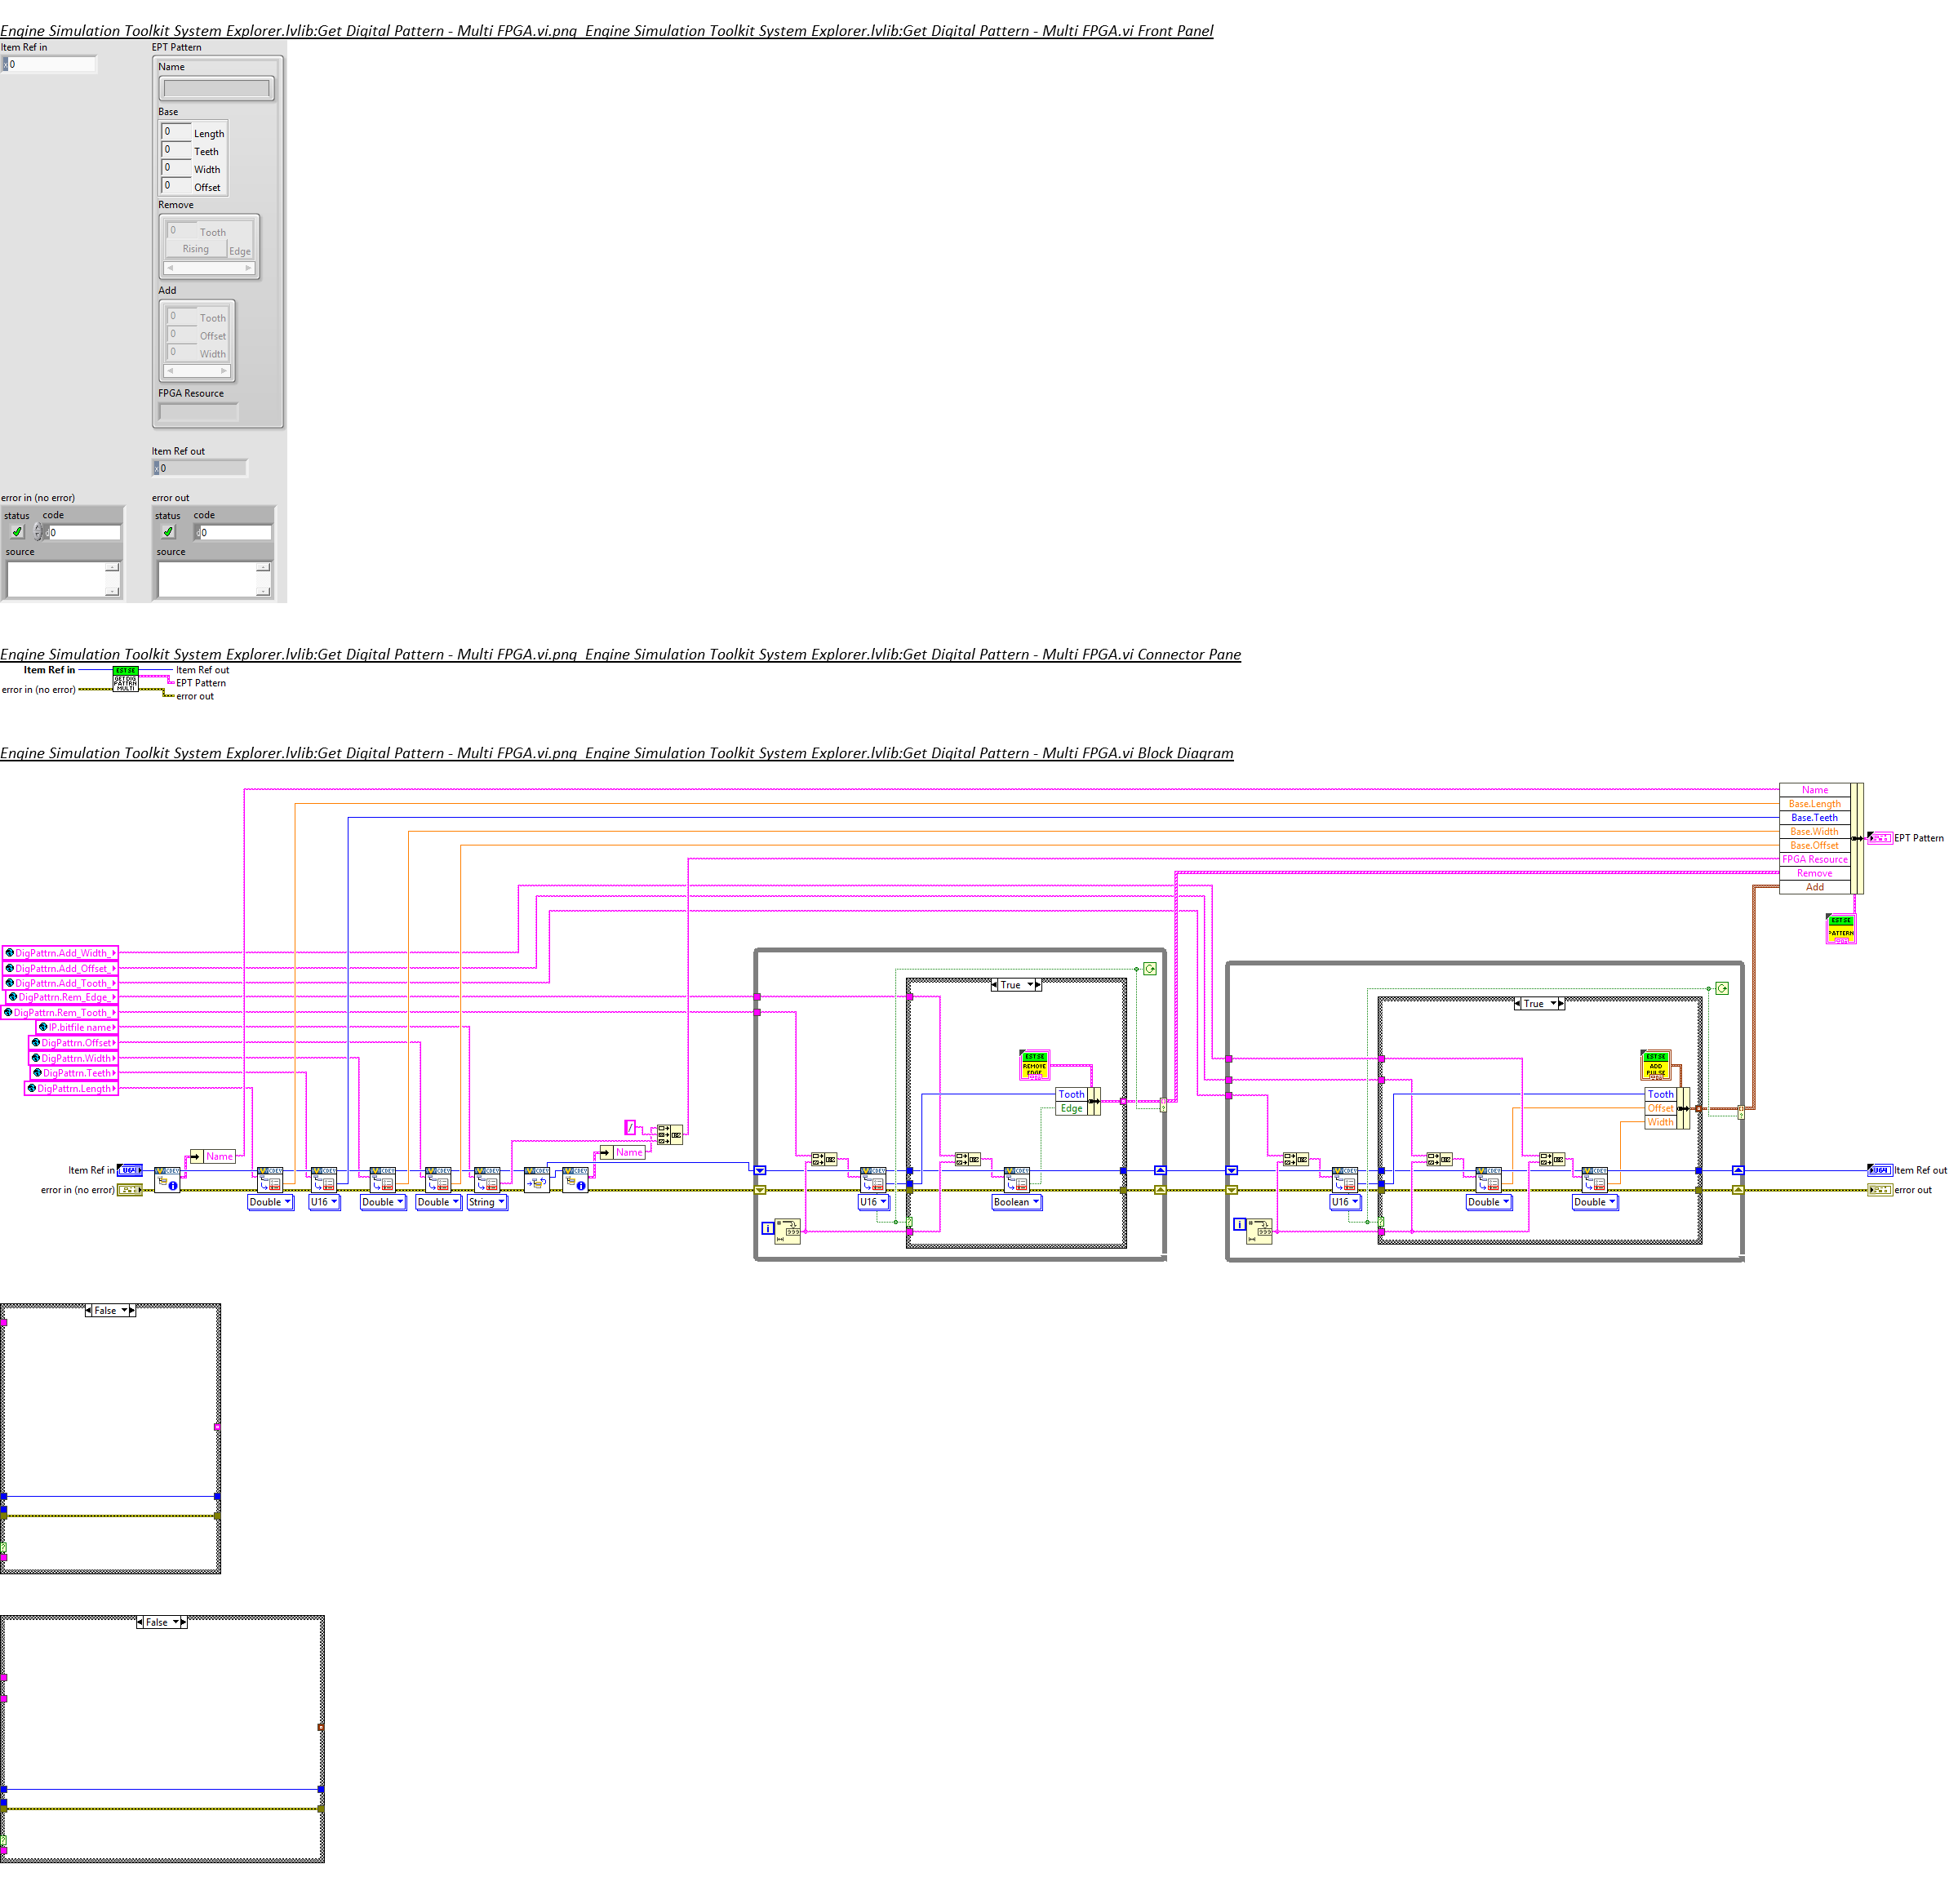 Engine Simulation Toolkit System Explorer.lvlib:Get Digital Pattern - Multi FPGA.vi.png  Engine Simulation Toolkit System Explorer.lvlib:Get Digital Pattern - Multi FPGA.vi Front Panel
Item Ref in
EPT Pattern
x 0
Name
Base
0 Length
0 Teeth
0 Width
0 Offset
Remove
0 Tooth
Rising Edge
Add
0 Tooth
0 Offset
0 Width
FPGA Resource
Item Ref out
x 0
error in (no error)
error out
status code
status code
0
0
source
source
Engine Simulation Toolkit System Explorer.lvlib:Get Digital Pattern - Multi FPGA.vi.png  Engine Simulation Toolkit System Explorer.lvlib:Get Digital Pattern - Multi FPGA.vi Connector Pane
Item Ref in
error in (no error)
EST SE
GET DIG
PATTRN
MULTI
Item Ref out
EPT Pattern
error out
Engine Simulation Toolkit System Explorer.lvlib:Get Digital Pattern - Multi FPGA.vi.png  Engine Simulation Toolkit System Explorer.lvlib:Get Digital Pattern - Multi FPGA.vi Block Diagram
Name
Base.Length
Base.Teeth
Base.Width
Base.Offset
FPGA Resource
Remove
Add
EPT Pattern
EST SE
PATTERN
DigPattrn.Add_Width_
DigPattrn.Add_Offset_
DigPattrn.Add_Tooth_
DigPattrn.Rem_Edge_
DigPattrn.Rem_Tooth_
IP.bitfile name
DigPattrn.Offset
DigPattrn.Width
DigPattrn.Teeth
DigPattrn.Length
True
True
EST SE
REMOVE
EDGE
EST SE
ADD
PULSE
Tooth
Edge
Tooth
Offset
Width
/
Name
Name
Item Ref in
error in (no error)
Double
U16
Double
Double
String
U16
Boolean
U16
Double
Double
i
i
Item Ref out
error out
False
False